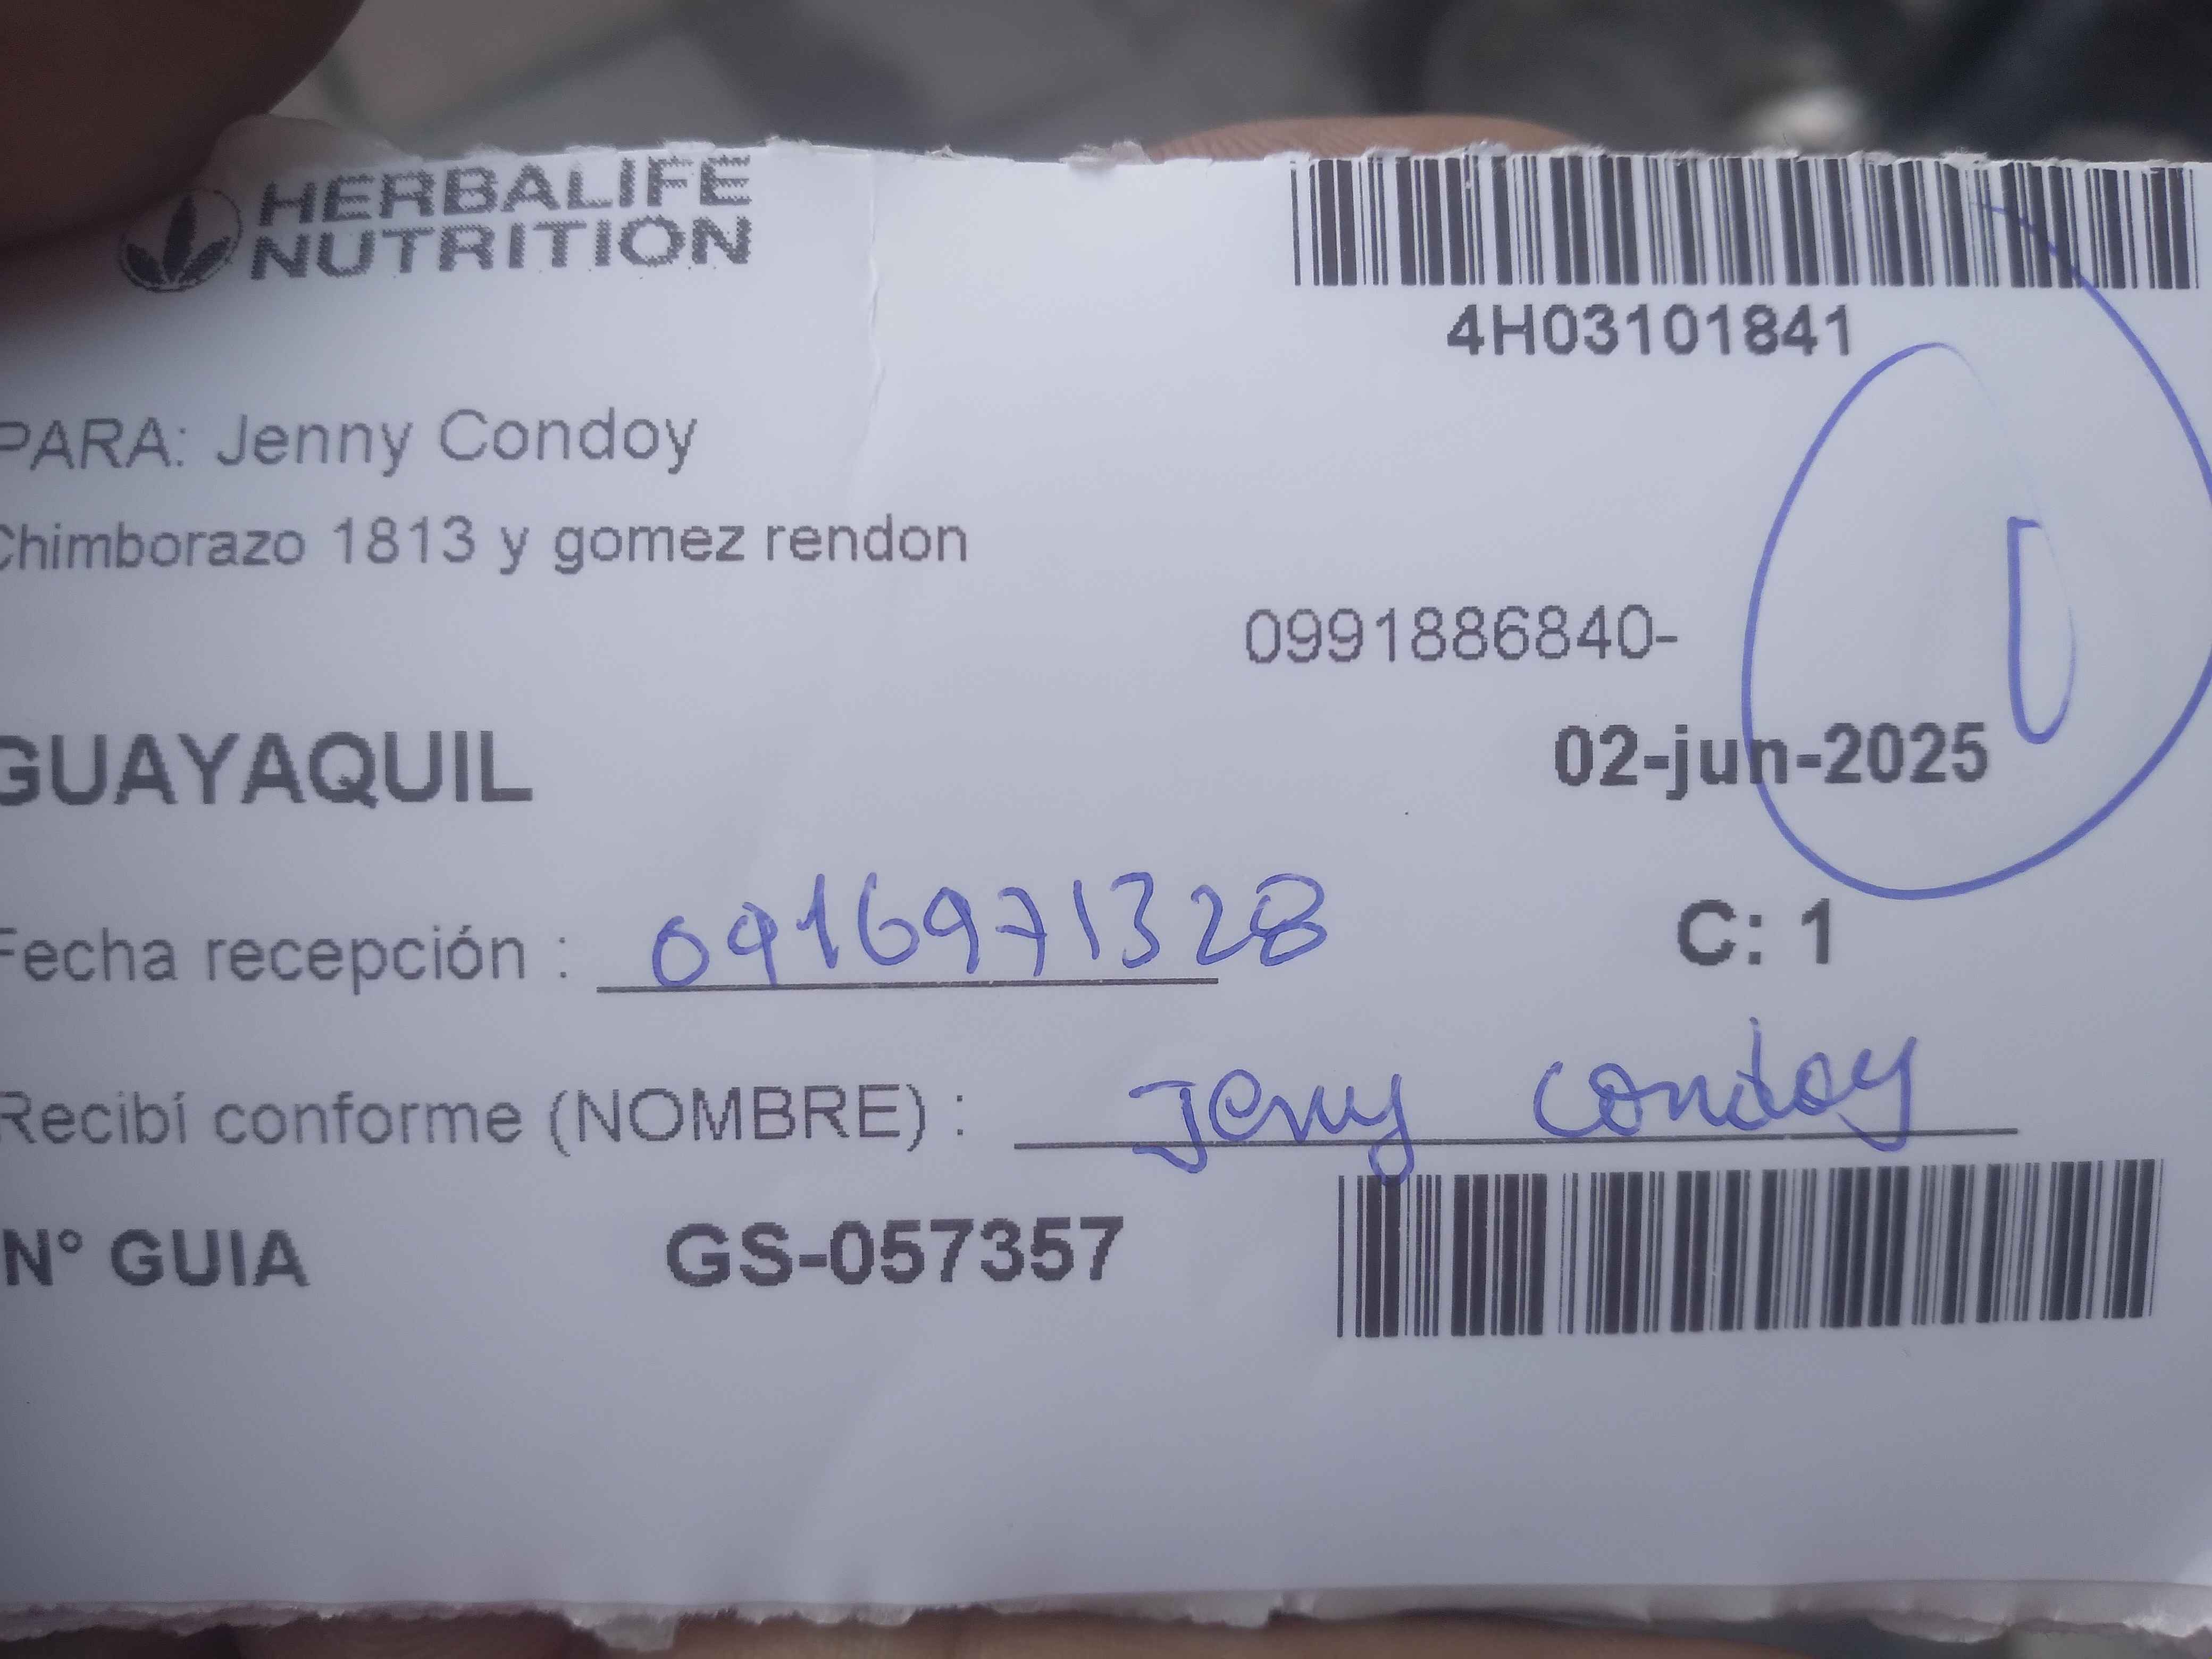 HERBALIFE
NUTRITION
4H03101841
PARA: Jenny Condoy
Chimborazo 1813 y gomez rendon
0991886840-
GUAYAQUIL
02-jun-2025
Fecha recepción : 0916971328
C: 1
Recibí conforme (NOMBRE) : Jenny Condoy
N° GUIA GS-057357